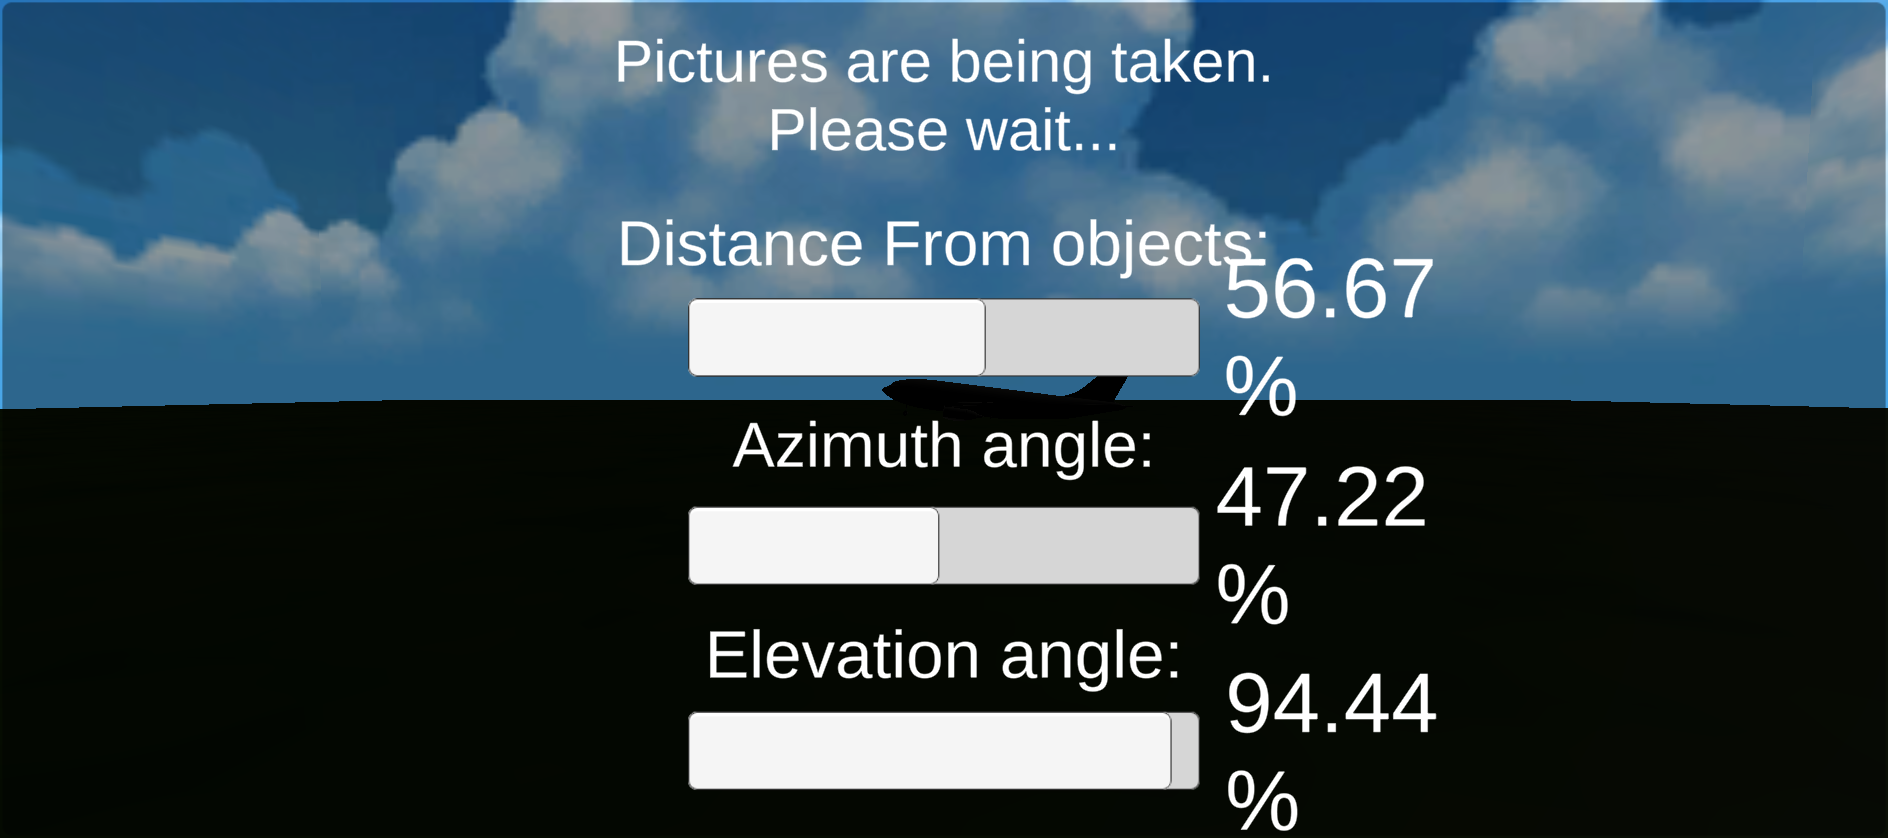 Pictures are being taken.
Please wait...
Distance From objects:
56.67
%
Azimuth angle:
47.22
%
Elevation angle:
94.44
%